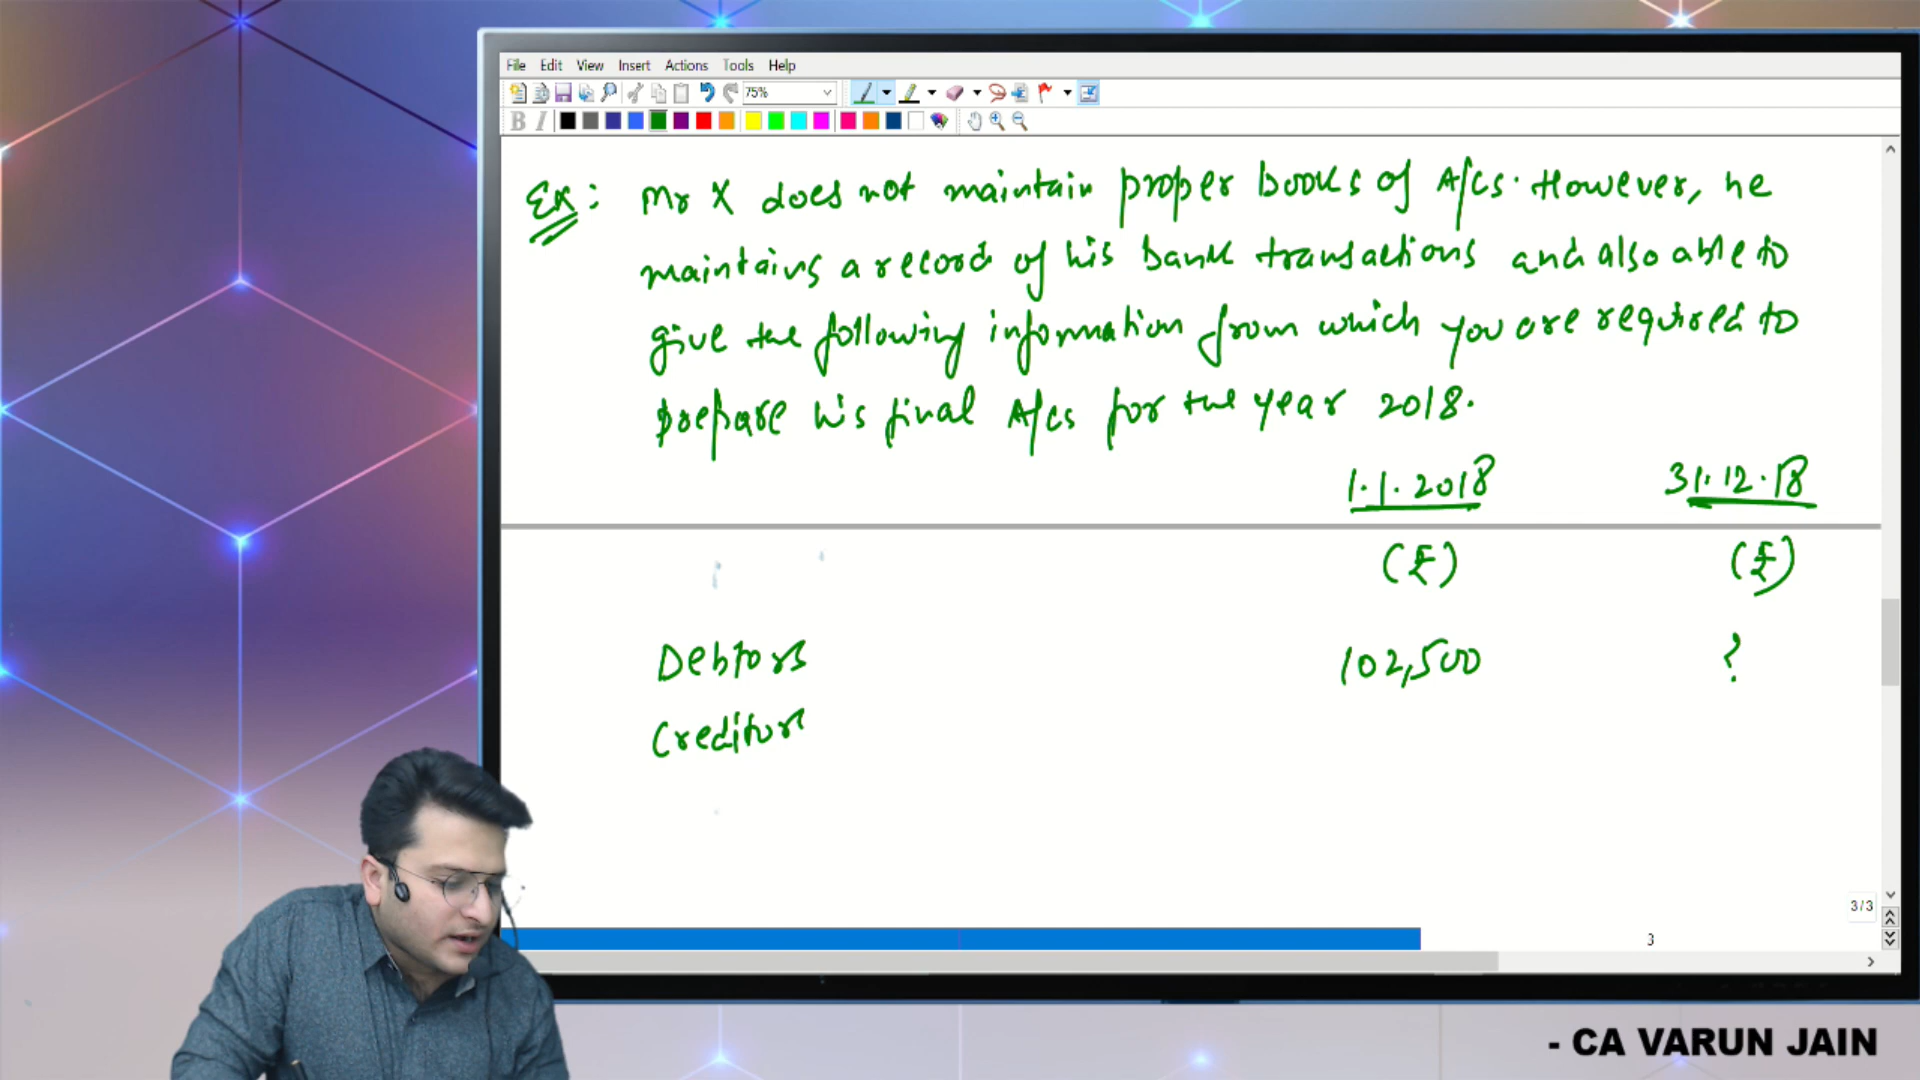 File Edit View Insert Actions Tools Help
75%
B I
Ex: Mr X does not maintain proper books of A/cs. However, he
maintains a record of his bank transactions and also able to
give the following information from which you are required to
prepare his final A/cs for the year 2018.
1.1.2018 31.12.18
(₹) (₹)
Debtors 102,500 ?
Creditors
3/3
3
- CA VARUN JAIN